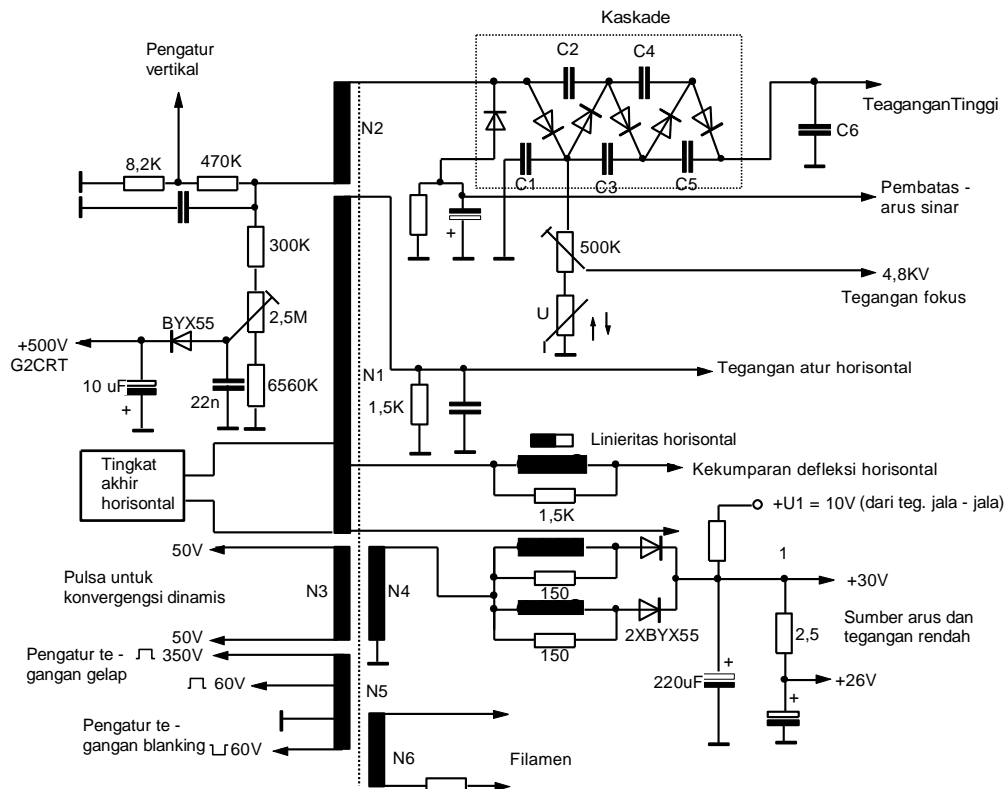 Kaskade
Pengatur
vertikal
C2
C4
N2
TeaganganTinggi
C6
8,2K
470K
C1
C3
C5
Pembatas -
arus sinar
+
300K
500K
4,8KV
Tegangan fokus
BYX55
2,5M
U
I
+500V
G2CRT
10 uF
+
22n
6560K
N1
Tegangan atur horisontal
1,5K
Linieritas horisontal
Tingkat
akhir
horisontal
Kekumparan defleksi horisontal
1,5K
+U1 = 10V (dari teg. jala - jala)
50V
1
Pulsa untuk
konvergengsi dinamis
N3
N4
150
+30V
Sumber arus dan
tegangan rendah
2,5
50V
2XBYX55
150
Pengatur te -
gangan gelap
350V
60V
N5
220uF
+
+26V
+
Pengatur te -
gangan blanking
60V
N6
Filamen